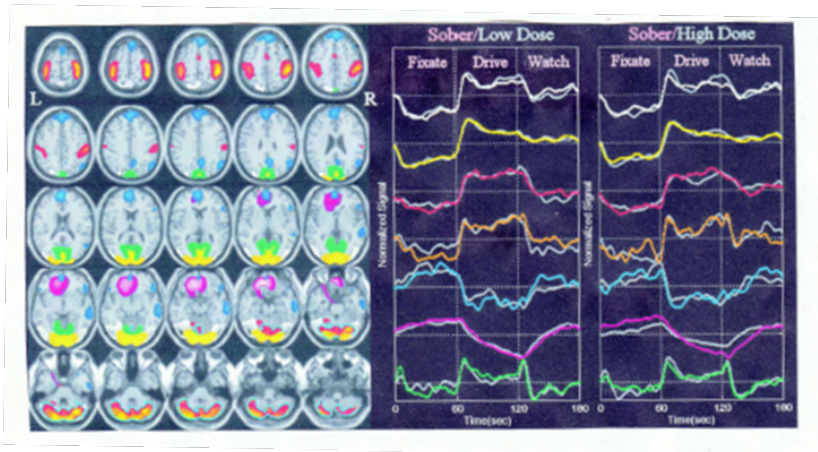 Sober/Low Dose
Sober/High Dose
Fixate Drive Watch
Fixate Drive Watch
L R
Normalized Signal
Normalized Signal
0 60 120 180
0 60 120 180
Time(sec)
Time(sec)